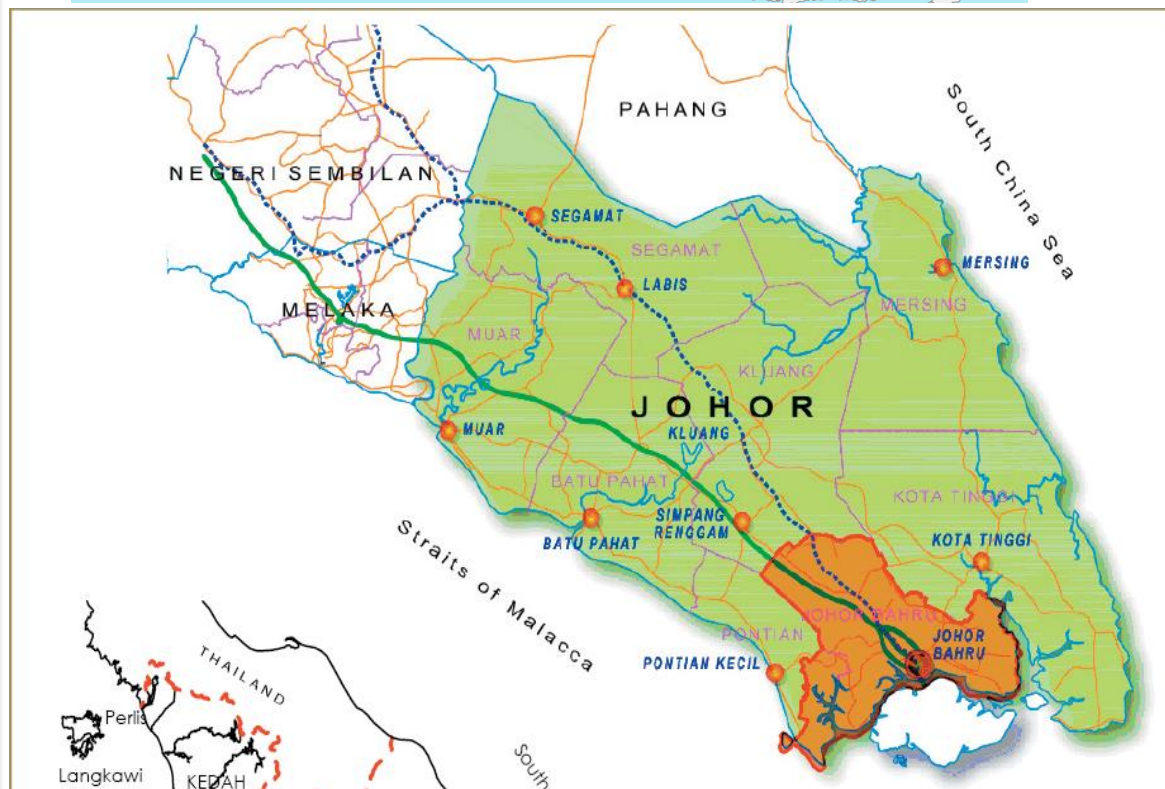 PAHANG
South China Sea
NEGERI SEMBILAN
SEGAMAT
SEGAMAT
MERSING
LABIS
MERSING
MELAKA
MUAR
KLUANG
JOHOR
MUAR
KLUANG
BATU PAHAT
KOTA TINGGI
SIMPANG
RENGGAM
BATU PAHAT
KOTA TINGGI
Straits of Malacca
JOHOR BAHRU
PONTIAN
JOHOR
BAHRU
PONTIAN KECIL
THAILAND
Perlis
South
Langkawi
KEDAH